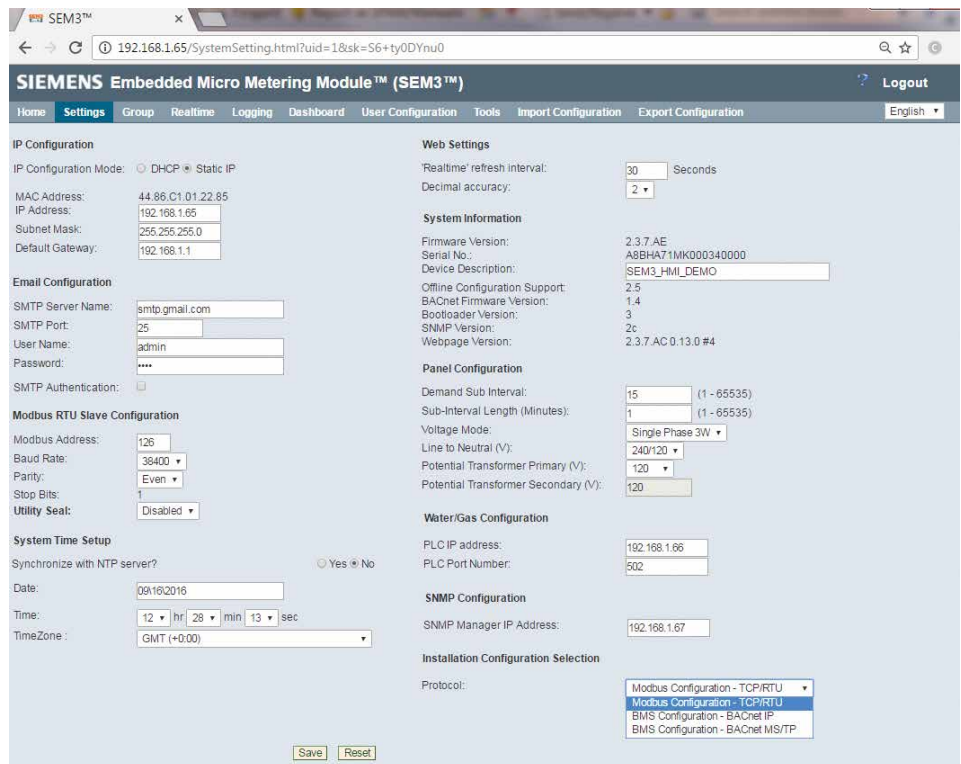 SEM3™
192.168.1.65/SystemSetting.html?uid=1&sk=S6+ty0DYnu0
SIEMENS Embedded Micro Metering Module™ (SEM3™)
? Logout
Home Settings Group Realtime Logging Dashboard User Configuration Tools Import Configuration Export Configuration English
IP Configuration
IP Configuration Mode: DHCP Static IP
MAC Address: 44.86.C1.01.22.85
IP Address: 192.168.1.65
Subnet Mask: 255.255.255.0
Default Gateway: 192.168.1.1
Email Configuration
SMTP Server Name: smtp.gmail.com
SMTP Port: 25
User Name: admin
Password: ••••
SMTP Authentication:
Modbus RTU Slave Configuration
Modbus Address: 126
Baud Rate: 38400
Parity: Even
Stop Bits: 1
Utility Seal: Disabled
System Time Setup
Synchronize with NTP server? Yes No
Date: 09\16\2016
Time: 12 hr 28 min 13 sec
TimeZone : GMT (+0:00)
Web Settings
'Realtime' refresh interval: 30 Seconds
Decimal accuracy: 2
System Information
Firmware Version: 2.3.7.AE
Serial No.: A8BHA71MK000340000
Device Description: SEM3_HMI_DEMO
Offline Configuration Support: 2.5
BACnet Firmware Version: 1.4
Bootloader Version: 3
SNMP Version: 2c
Webpage Version: 2.3.7.AC 0.13.0 #4
Panel Configuration
Demand Sub Interval: 15 (1 - 65535)
Sub-Interval Length (Minutes): 1 (1 - 65535)
Voltage Mode: Single Phase 3W
Line to Neutral (V): 240/120
Potential Transformer Primary (V): 120
Potential Transformer Secondary (V): 120
Water/Gas Configuration
PLC IP address: 192.168.1.66
PLC Port Number: 502
SNMP Configuration
SNMP Manager IP Address: 192.168.1.67
Installation Configuration Selection
Protocol: Modbus Configuration - TCP/RTU
Modbus Configuration - TCP/RTU
BMS Configuration - BACnet IP
BMS Configuration - BACnet MS/TP
Save Reset